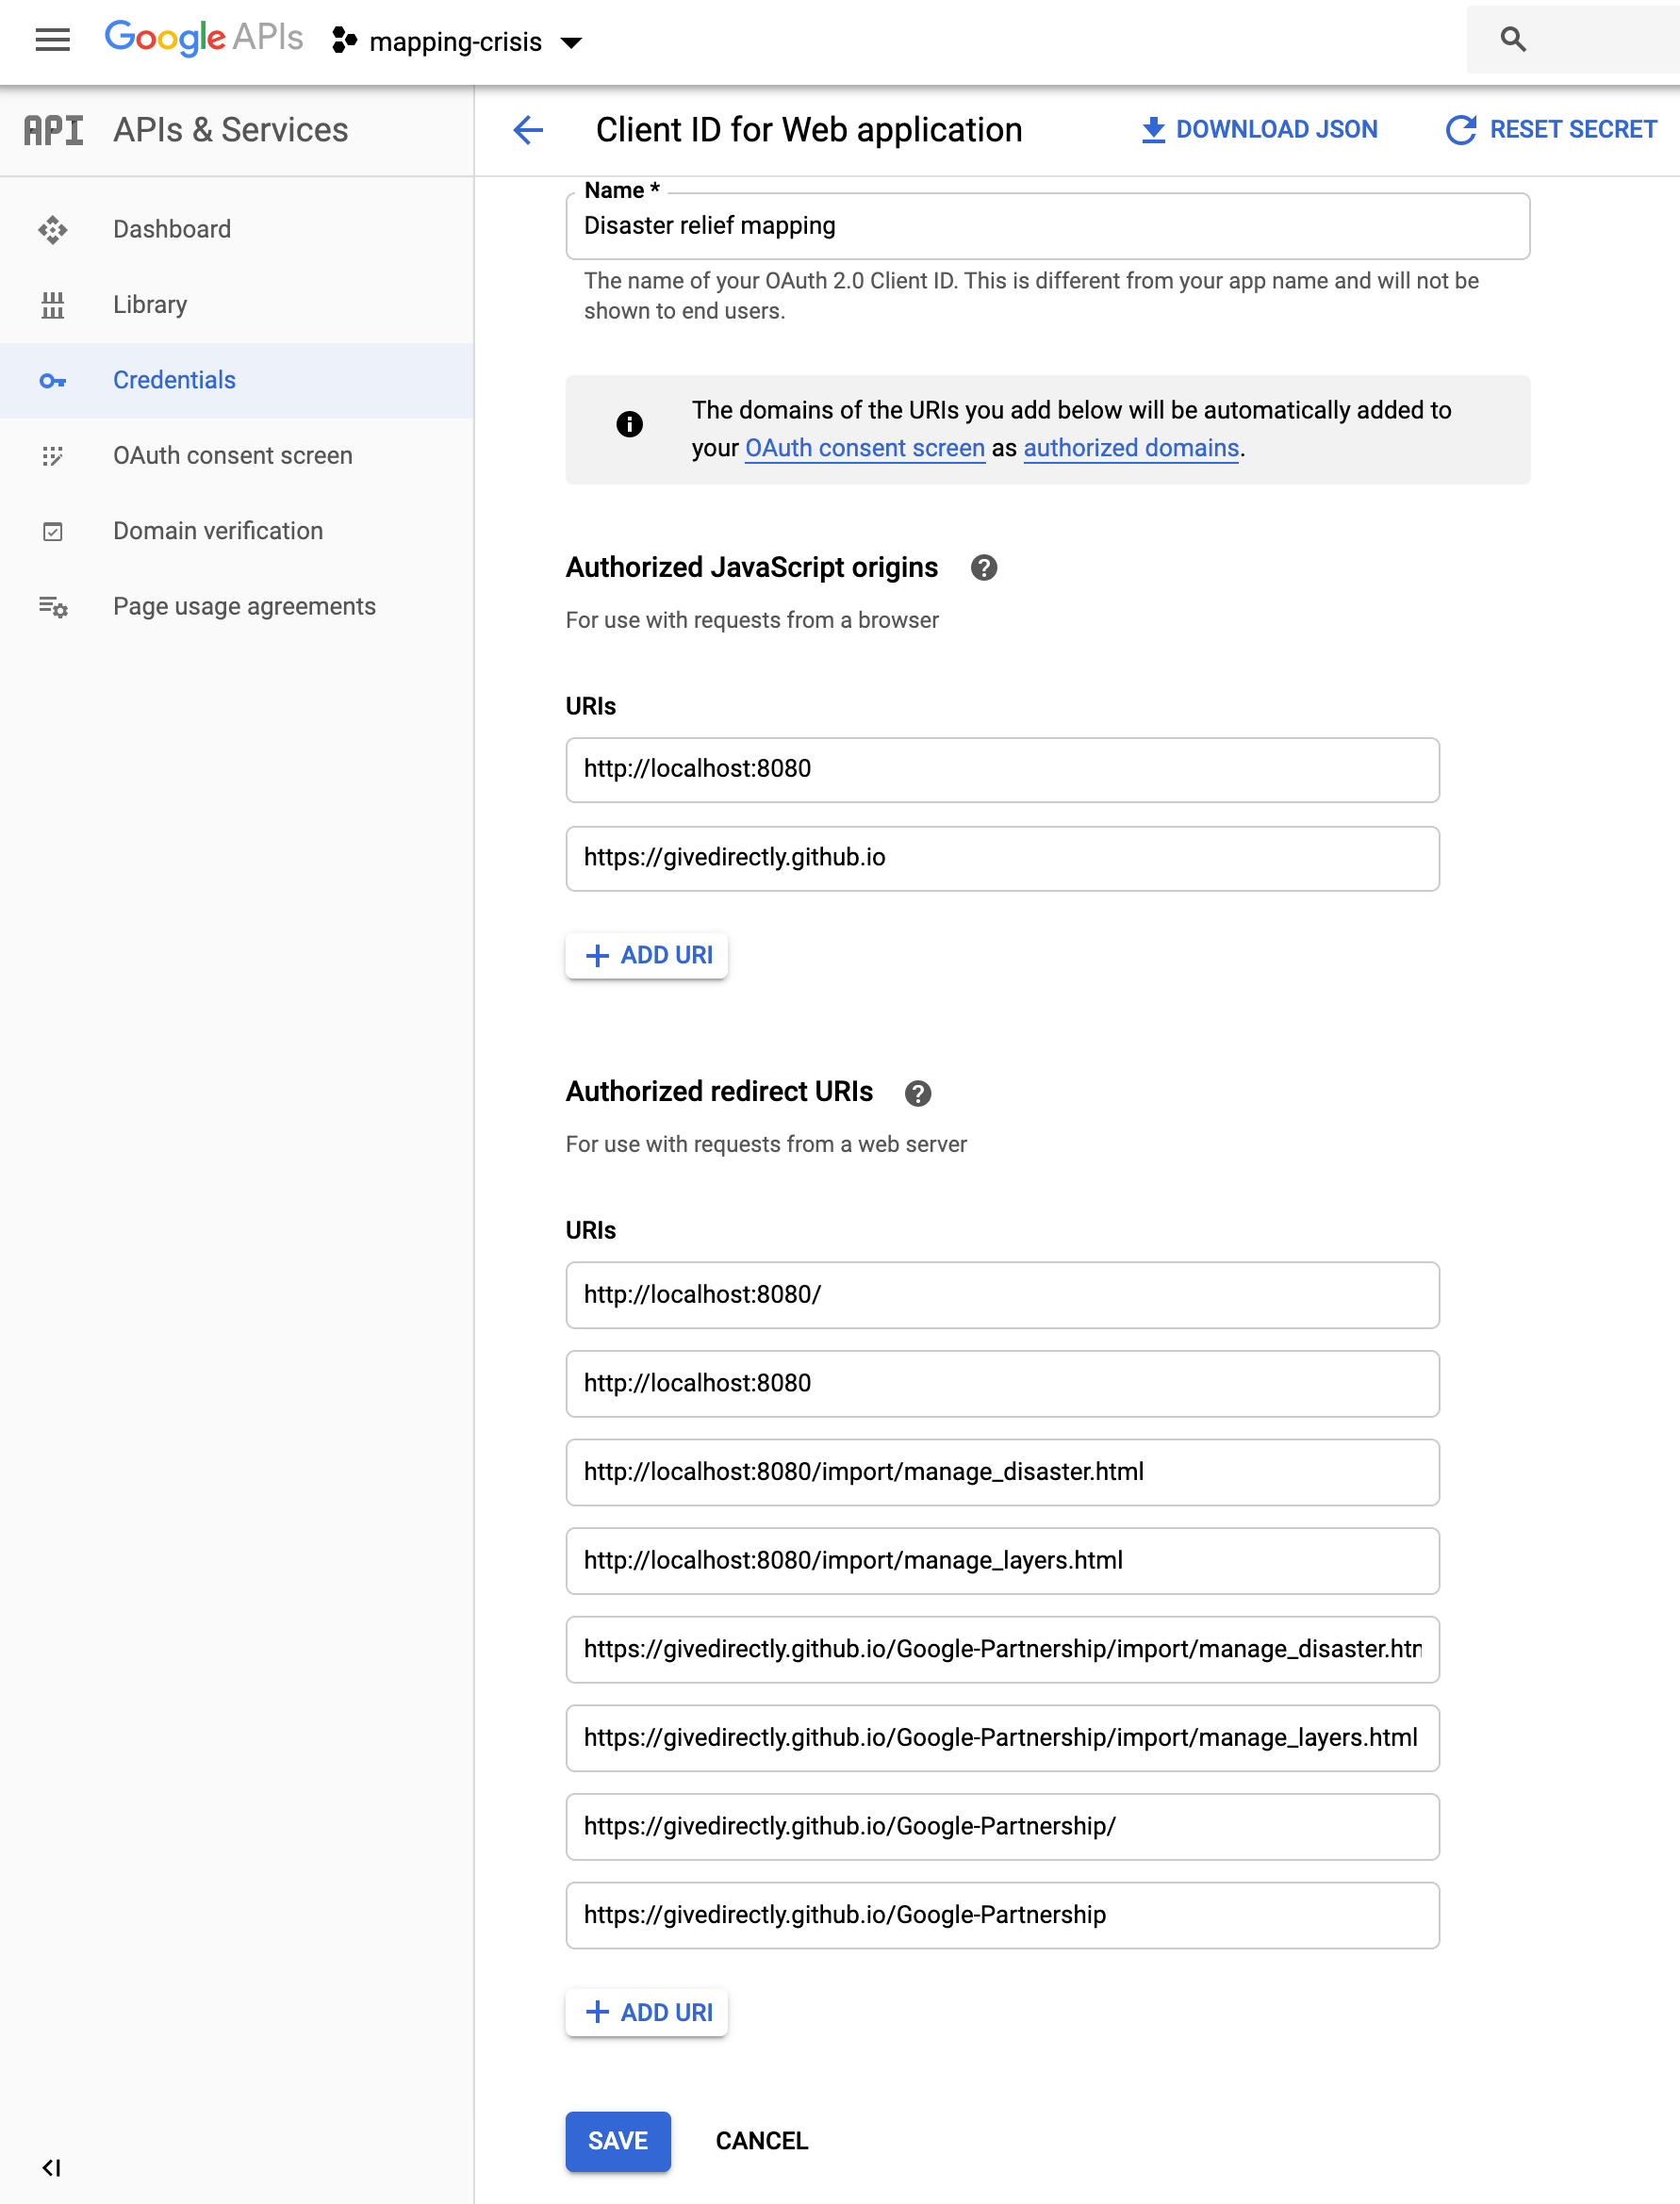 Google APIs
mapping-crisis
API
APIs & Services
Client ID for Web application
DOWNLOAD JSON
RESET SECRET
Dashboard
Library
Credentials
OAuth consent screen
Domain verification
Page usage agreements
Name *
Disaster relief mapping
The name of your OAuth 2.0 Client ID. This is different from your app name and will not be
shown to end users.
The domains of the URIs you add below will be automatically added to
your OAuth consent screen as authorized domains.
Authorized JavaScript origins
For use with requests from a browser
URIs
http://localhost:8080
https://givedirectly.github.io
ADD URI
Authorized redirect URIs
For use with requests from a web server
URIs
http://localhost:8080/
http://localhost:8080
http://localhost:8080/import/manage_disaster.html
http://localhost:8080/import/manage_layers.html
https://givedirectly.github.io/Google-Partnership/import/manage_disaster.htn
https://givedirectly.github.io/Google-Partnership/import/manage_layers.html
https://givedirectly.github.io/Google-Partnership/
https://givedirectly.github.io/Google-Partnership
ADD URI
SAVE
CANCEL